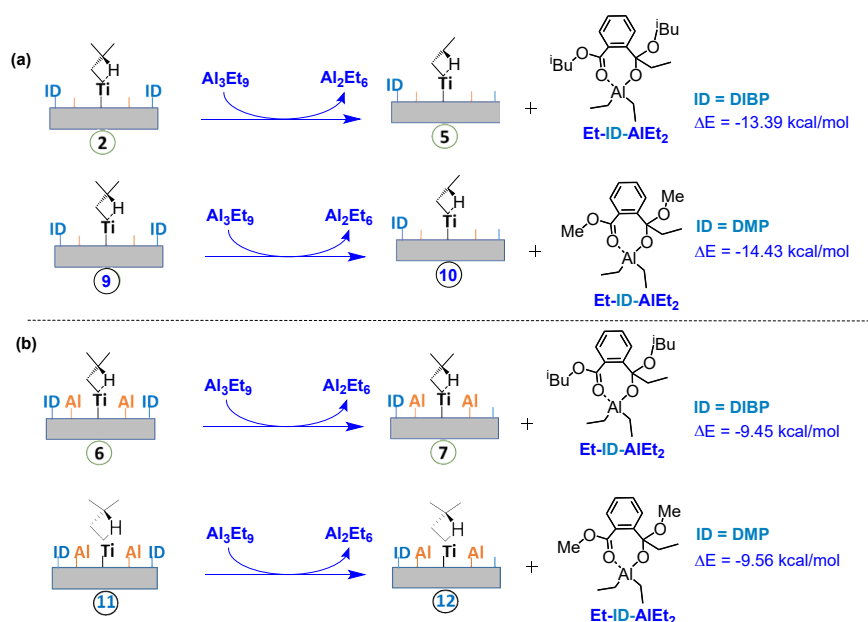 (a)
H
ID Ti ID
2
Al3Et9 Al2Et6
H
ID Ti
5
+
iBu O O iBu
O O
Al
Et-ID-AlEt2
ID = DIBP
ΔE = -13.39 kcal/mol
H
ID Ti ID
9
Al3Et9 Al2Et6
H
ID Ti
10
+
MeO OMe
O O
Al
Et-ID-AlEt2
ID = DMP
ΔE = -14.43 kcal/mol
(b)
H
ID Al Ti Al ID
6
Al3Et9 Al2Et6
H
ID Al Ti Al
7
+
iBu O O iBu
O O
Al
Et-ID-AlEt2
ID = DIBP
ΔE = -9.45 kcal/mol
H
ID Al Ti Al ID
11
Al3Et9 Al2Et6
H
ID Al Ti Al
12
+
MeO OMe
O O
Al
Et-ID-AlEt2
ID = DMP
ΔE = -9.56 kcal/mol